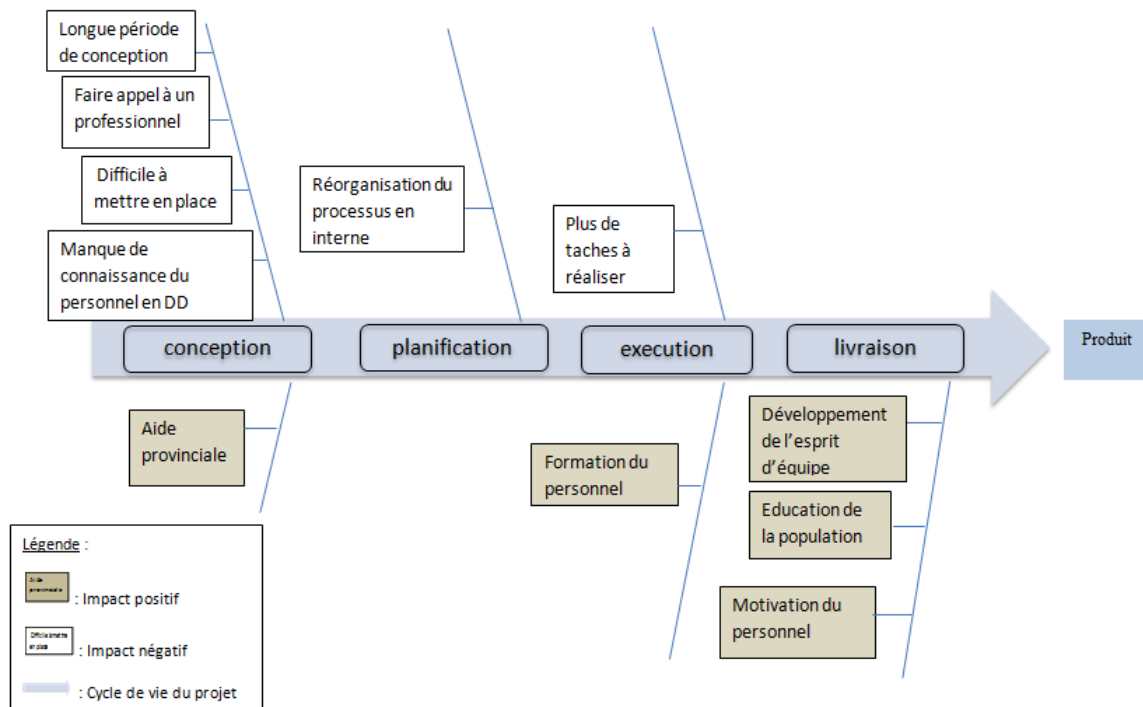 Longue période
de conception
Faire appel à un
professionnel
Difficile à
mettre en place
Manque de
connaissance du
personnel en DD
Réorganisation du
processus en
interne
Plus de
taches à
réaliser
conception
planification
execution
livraison
Produit
Aide
provinciale
Formation du
personnel
Développement
de l’esprit
d’équipe
Education de
la population
Motivation du
personnel
Légende :
Aide
provinciale
: Impact positif
: Impact négatif
: Cycle de vie du projet